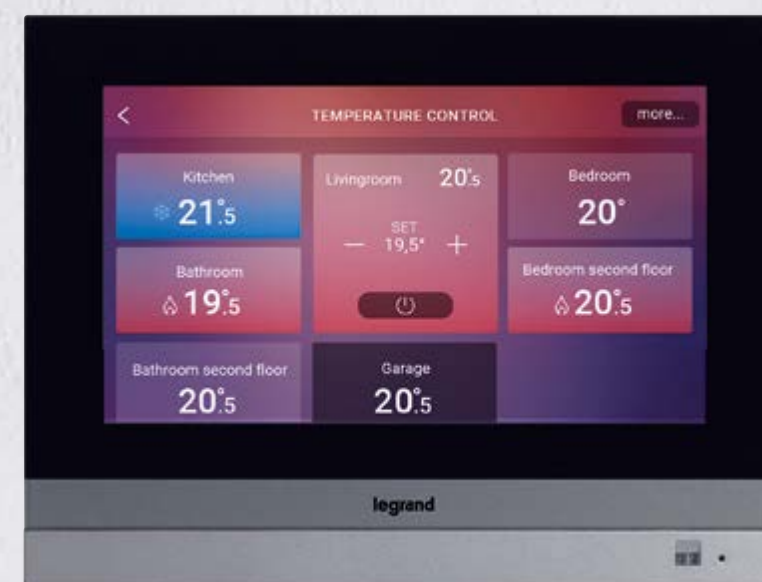 TEMPERATURE CONTROL
more...
Kitchen
21°.5
Livingroom 20°.5
SET
19,5°
— +
Bedroom
20°
Bathroom
19°.5
Bedroom second floor
20°.5
Bathroom second floor
20°.5
Garage
20°.5
legrand